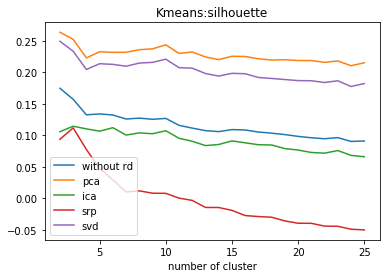 Kmeans:silhouette
0.25
0.20
0.15
0.10
0.05
0.00
−0.05
without rd
pca
ica
srp
svd
5 10 15 20 25
number of cluster